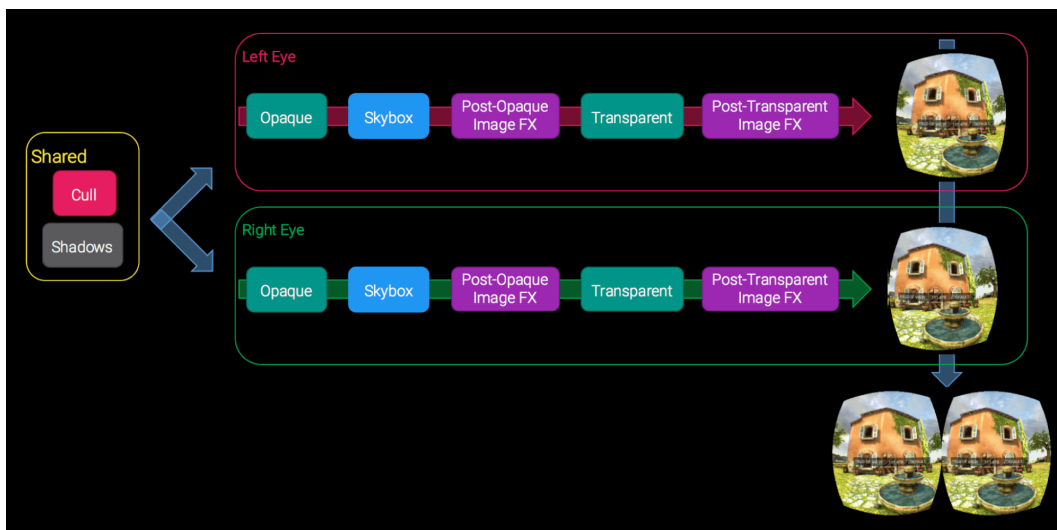 Left Eye
Opaque
Skybox
Post-Opaque
Image FX
Transparent
Post-Transparent
Image FX
Shared
Cull
Shadows
Right Eye
Opaque
Skybox
Post-Opaque
Image FX
Transparent
Post-Transparent
Image FX